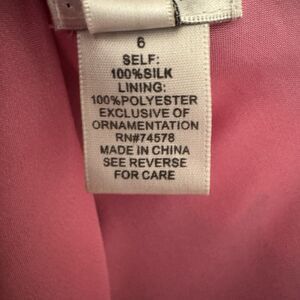 6
SELF:
100%SILK
LINING:
100%POLYESTER
EXCLUSIVE OF
ORNAMENTATION
RN#74578
MADE IN CHINA
SEE REVERSE
FOR CARE